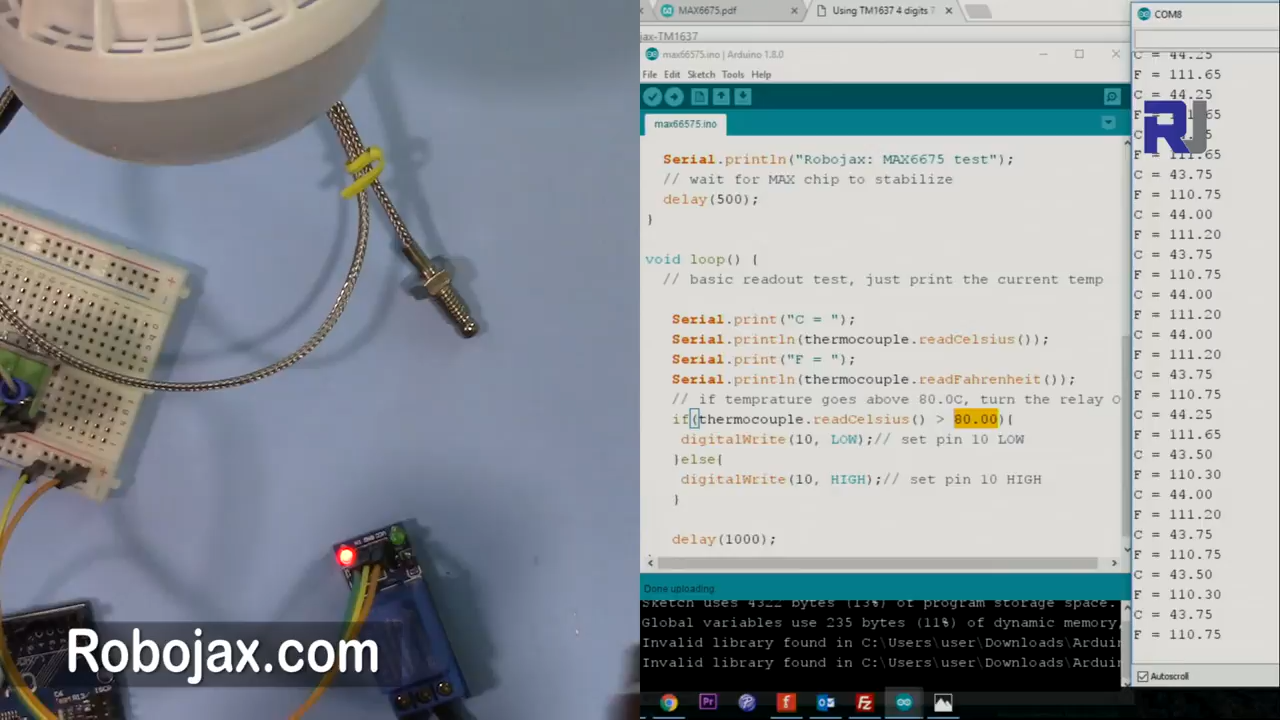 MAX6675.pdf
Using TM1637 4 digits 7
jax-TM1637
max66575.ino | Arduino 1.8.0
File Edit Sketch Tools Help
max66575.ino
Serial.println("Robojax: MAX6675 test");
// wait for MAX chip to stabilize
delay(500);
}
void loop() {
// basic readout test, just print the current temp
Serial.print("C = ");
Serial.println(thermocouple.readCelsius());
Serial.print("F = ");
Serial.println(thermocouple.readFahrenheit());
// if temprature goes above 80.0C, turn the relay
if(thermocouple.readCelsius() > 80.00){
digitalWrite(10, LOW);// set pin 10 LOW
}else{
digitalWrite(10, HIGH);// set pin 10 HIGH
}
delay(1000);
Done uploading.
Sketch uses 4322 bytes (13%) of program storage space.
Global variables use 235 bytes (11%) of dynamic memory,
Invalid library found in C:\Users\user\Downloads\Arduin
Invalid library found in C:\Users\user\Downloads\Arduin
COM8
C = 44.25
F = 111.65
C = 44.25
RJ
F = 111.65
C = 43.75
F = 110.75
C = 44.00
F = 111.20
C = 43.75
F = 110.75
C = 44.00
F = 111.20
C = 44.00
F = 111.20
C = 43.75
F = 110.75
C = 44.25
F = 111.65
C = 43.50
F = 110.30
C = 44.00
F = 111.20
C = 43.75
F = 110.75
C = 43.50
F = 110.30
C = 43.75
F = 110.75
Autoscroll
Robojax.com